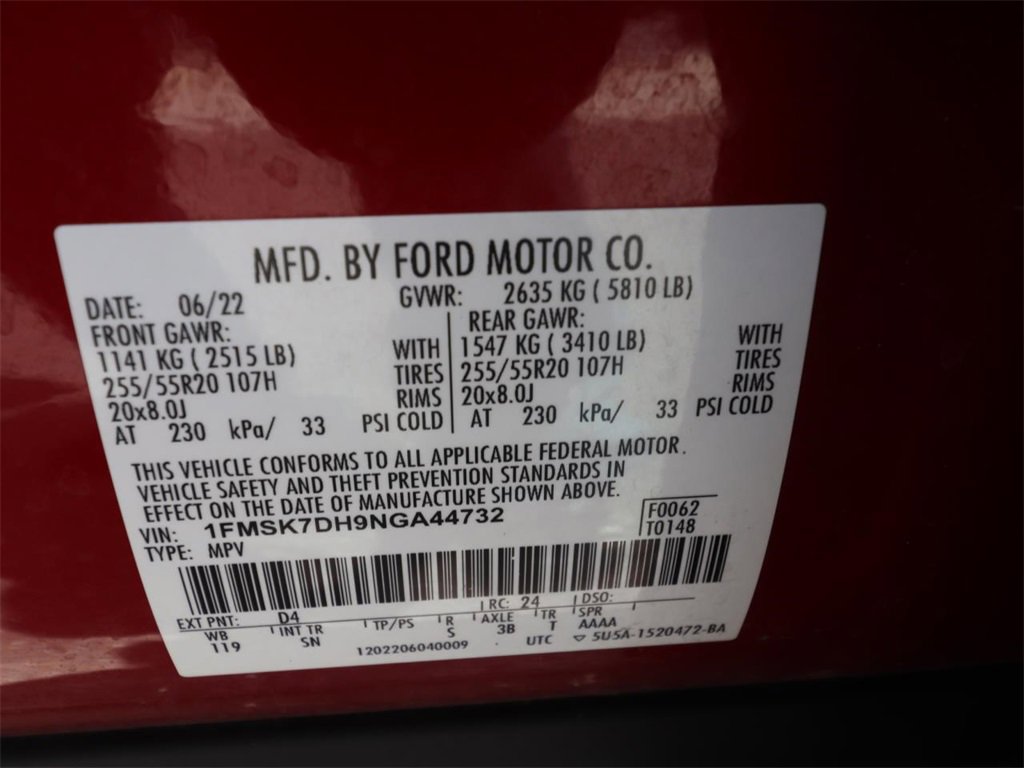 MFD. BY FORD MOTOR CO.
DATE: 06/22 GVWR: 2635 KG ( 5810 LB)
FRONT GAWR: REAR GAWR:
1141 KG ( 2515 LB) WITH 1547 KG ( 3410 LB) WITH
255/55R20 107H TIRES 255/55R20 107H TIRES
20x8.0J RIMS 20x8.0J RIMS
AT 230 kPa/ 33 PSI COLD AT 230 kPa/ 33 PSI COLD
THIS VEHICLE CONFORMS TO ALL APPLICABLE FEDERAL MOTOR.
VEHICLE SAFETY AND THEFT PREVENTION STANDARDS IN
EFFECT ON THE DATE OF MANUFACTURE SHOWN ABOVE.
VIN: 1FMSK7DH9NGA44732 F0062
TYPE: MPV T0148
EXT PNT: D4 RC: 24 DSO:
WB INT TR TP/PS R AXLE TR SPR
119 SN S 3B T AAAA
1202206040009 UTC ▽ 5U5A-1520472-BA